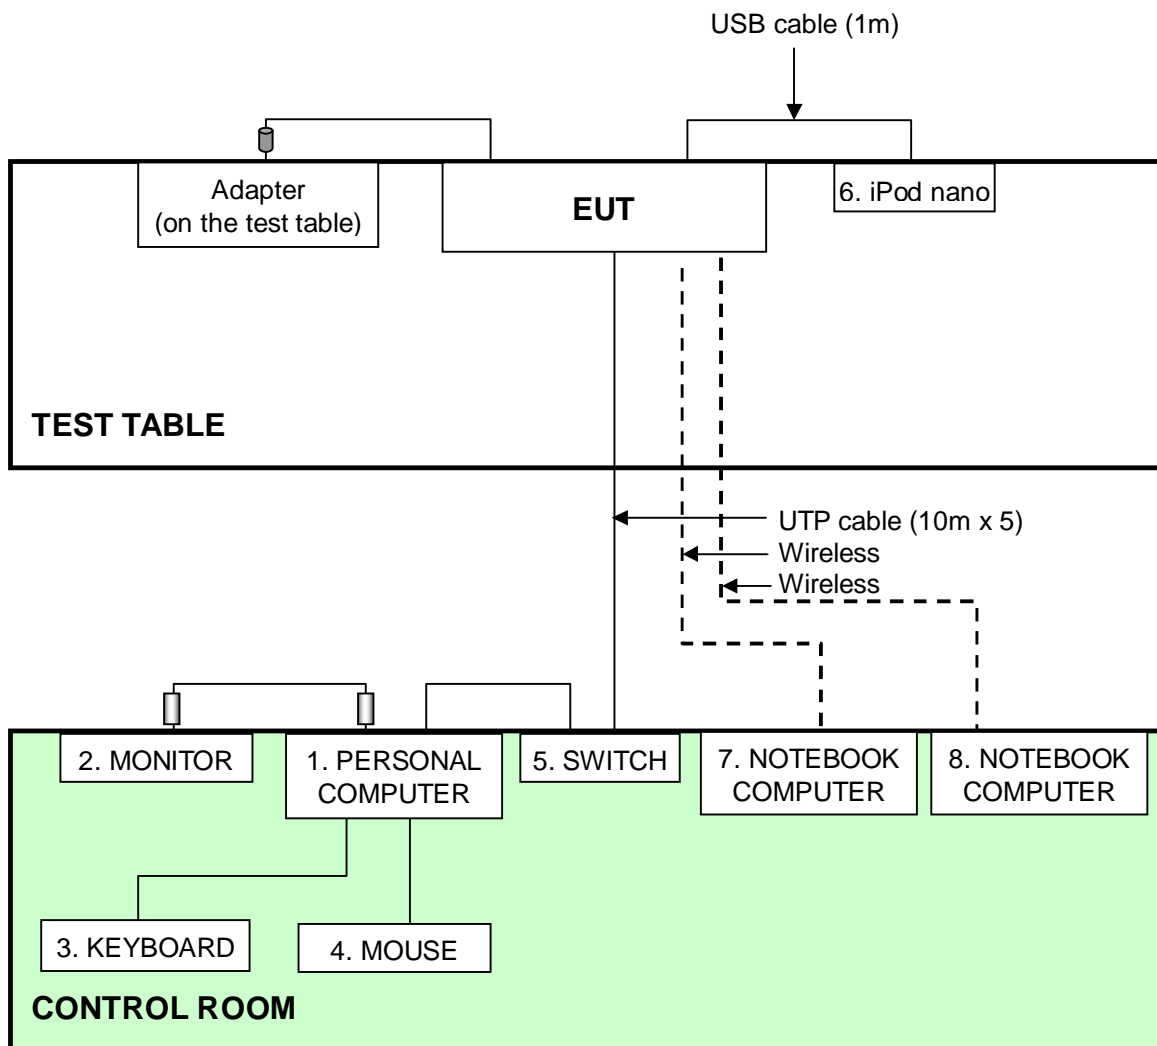 USB cable (1m)
Adapter
(on the test table)
EUT
6. iPod nano
TEST TABLE
UTP cable (10m x 5)
Wireless
Wireless
2. MONITOR
1. PERSONAL
COMPUTER
5. SWITCH
7. NOTEBOOK
COMPUTER
8. NOTEBOOK
COMPUTER
3. KEYBOARD
4. MOUSE
CONTROL ROOM